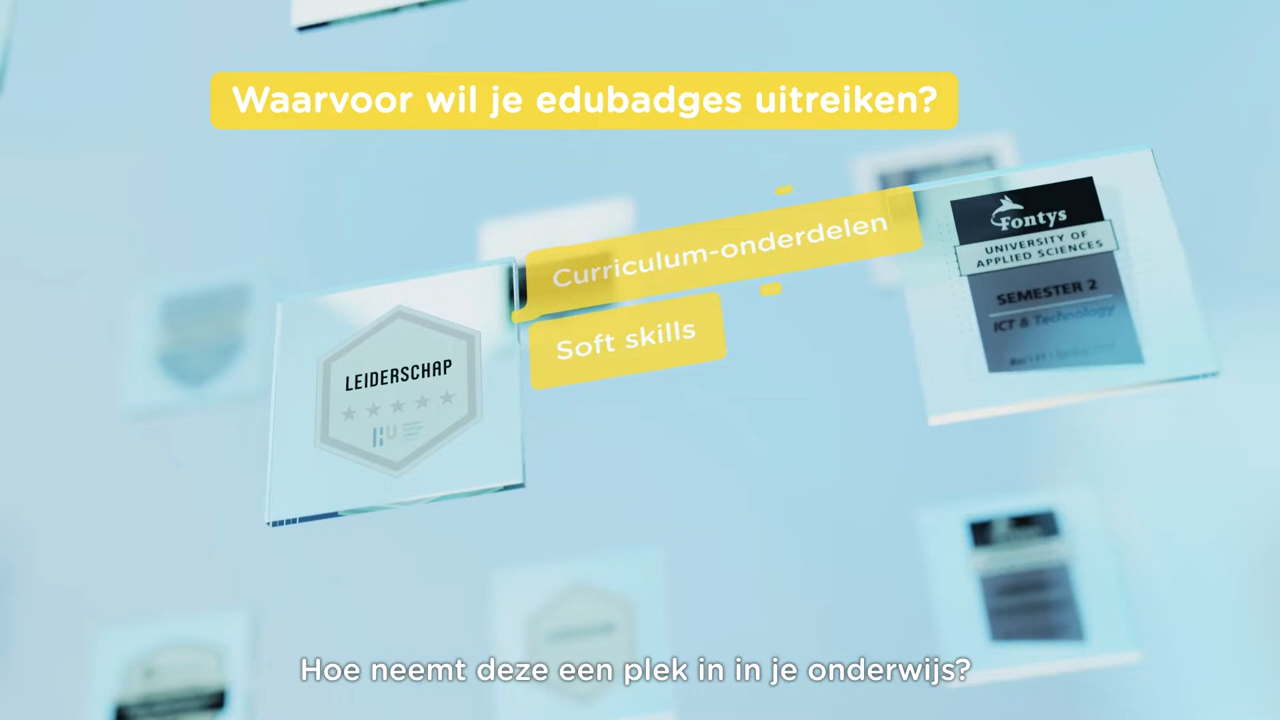 Waarvoor wil je edubadges uitreiken?
Curriculum-onderdelen
Soft skills
LEIDERSCHAP
HU
Fontys
UNIVERSITY OF
APPLIED SCIENCES
SEMESTER 2
ICT & Technology
Hoe neemt deze een plek in in je onderwijs?